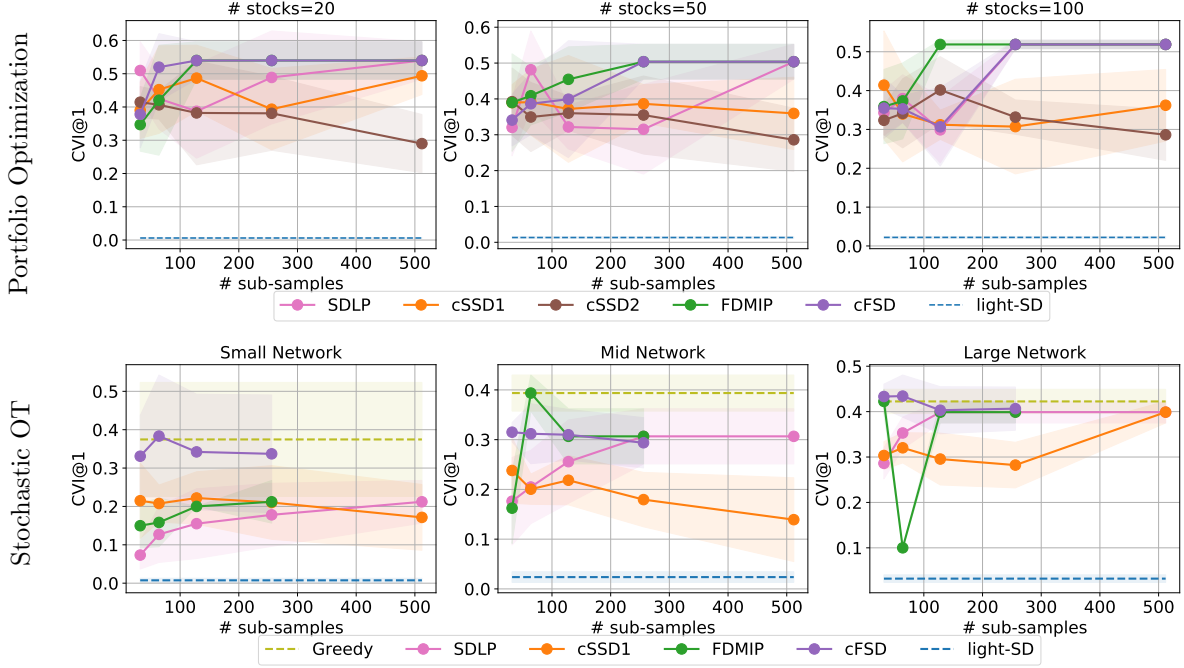 Portfolio Optimization
# stocks=20
# stocks=50
# stocks=100
CVI@1
0.6
0.5
0.4
0.3
0.2
0.1
0.0
100 200 300 400 500
# sub-samples
CVI@1
0.6
0.5
0.4
0.3
0.2
0.1
0.0
100 200 300 400 500
# sub-samples
CVI@1
0.5
0.4
0.3
0.2
0.1
0.0
100 200 300 400 500
# sub-samples
SDLP cSSD1 cSSD2 FDMIP cFSD light-SD
Stochastic OT
Small Network
Mid Network
Large Network
CVI@1
0.5
0.4
0.3
0.2
0.1
0.0
100 200 300 400 500
# sub-samples
CVI@1
0.4
0.3
0.2
0.1
0.0
100 200 300 400 500
# sub-samples
CVI@1
0.5
0.4
0.3
0.2
0.1
100 200 300 400 500
# sub-samples
Greedy SDLP cSSD1 FDMIP cFSD light-SD